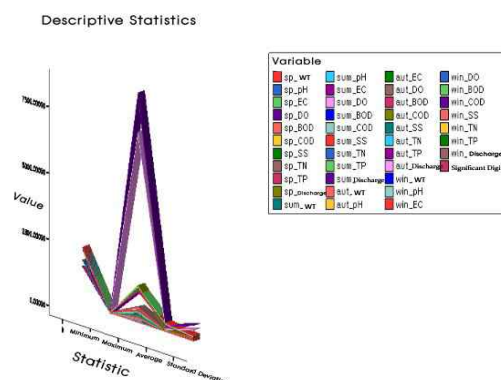 Descriptive Statistics
Value
Statistic
Minimum
Maximum
Average
Standard
Variable
sp_WT
sp_pH
sp_EC
sp_DO
sp_BOD
sp_COD
sp_SS
sp_TN
sp_TP
sp_Discharge
sum_WT
sum_pH
sum_EC
sum_DO
sum_BOD
sum_COD
sum_SS
sum_TN
sum_TP
sum_Discharge
aut_WT
aut_pH
aut_EC
aut_DO
aut_BOD
aut_COD
aut_SS
aut_TN
aut_TP
aut_Discharge
win_WT
win_pH
win_EC
win_DO
win_BOD
win_COD
win_SS
win_TN
win_TP
win_Discharge
Significant Digi